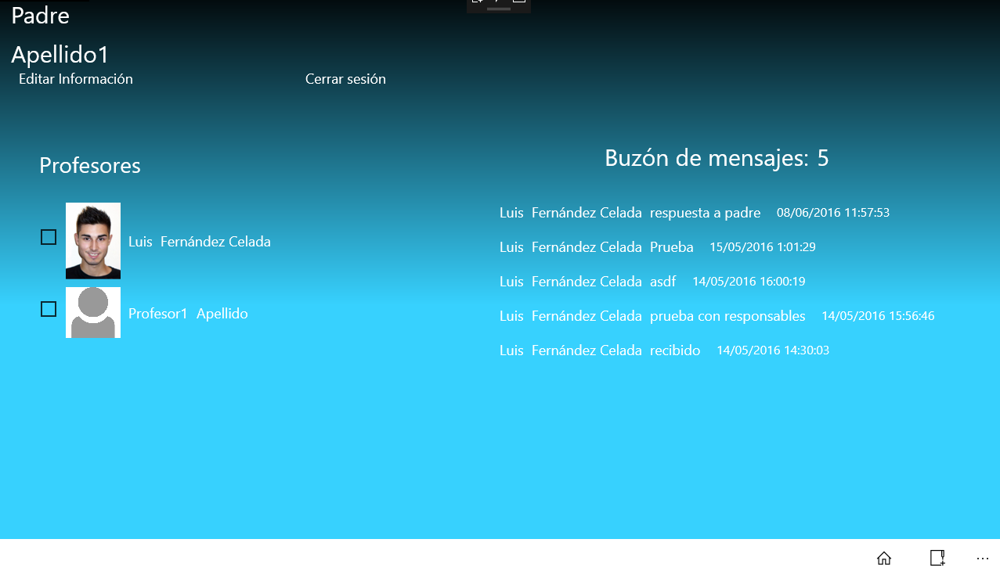 Padre
Apellido1
Editar Información Cerrar sesión
Profesores
Luis Fernández Celada
Profesor1 Apellido
Buzón de mensajes: 5
Luis Fernández Celada respuesta a padre 08/06/2016 11:57:53
Luis Fernández Celada Prueba 15/05/2016 1:01:29
Luis Fernández Celada asdf 14/05/2016 16:00:19
Luis Fernández Celada prueba con responsables 14/05/2016 15:56:46
Luis Fernández Celada recibido 14/05/2016 14:30:03